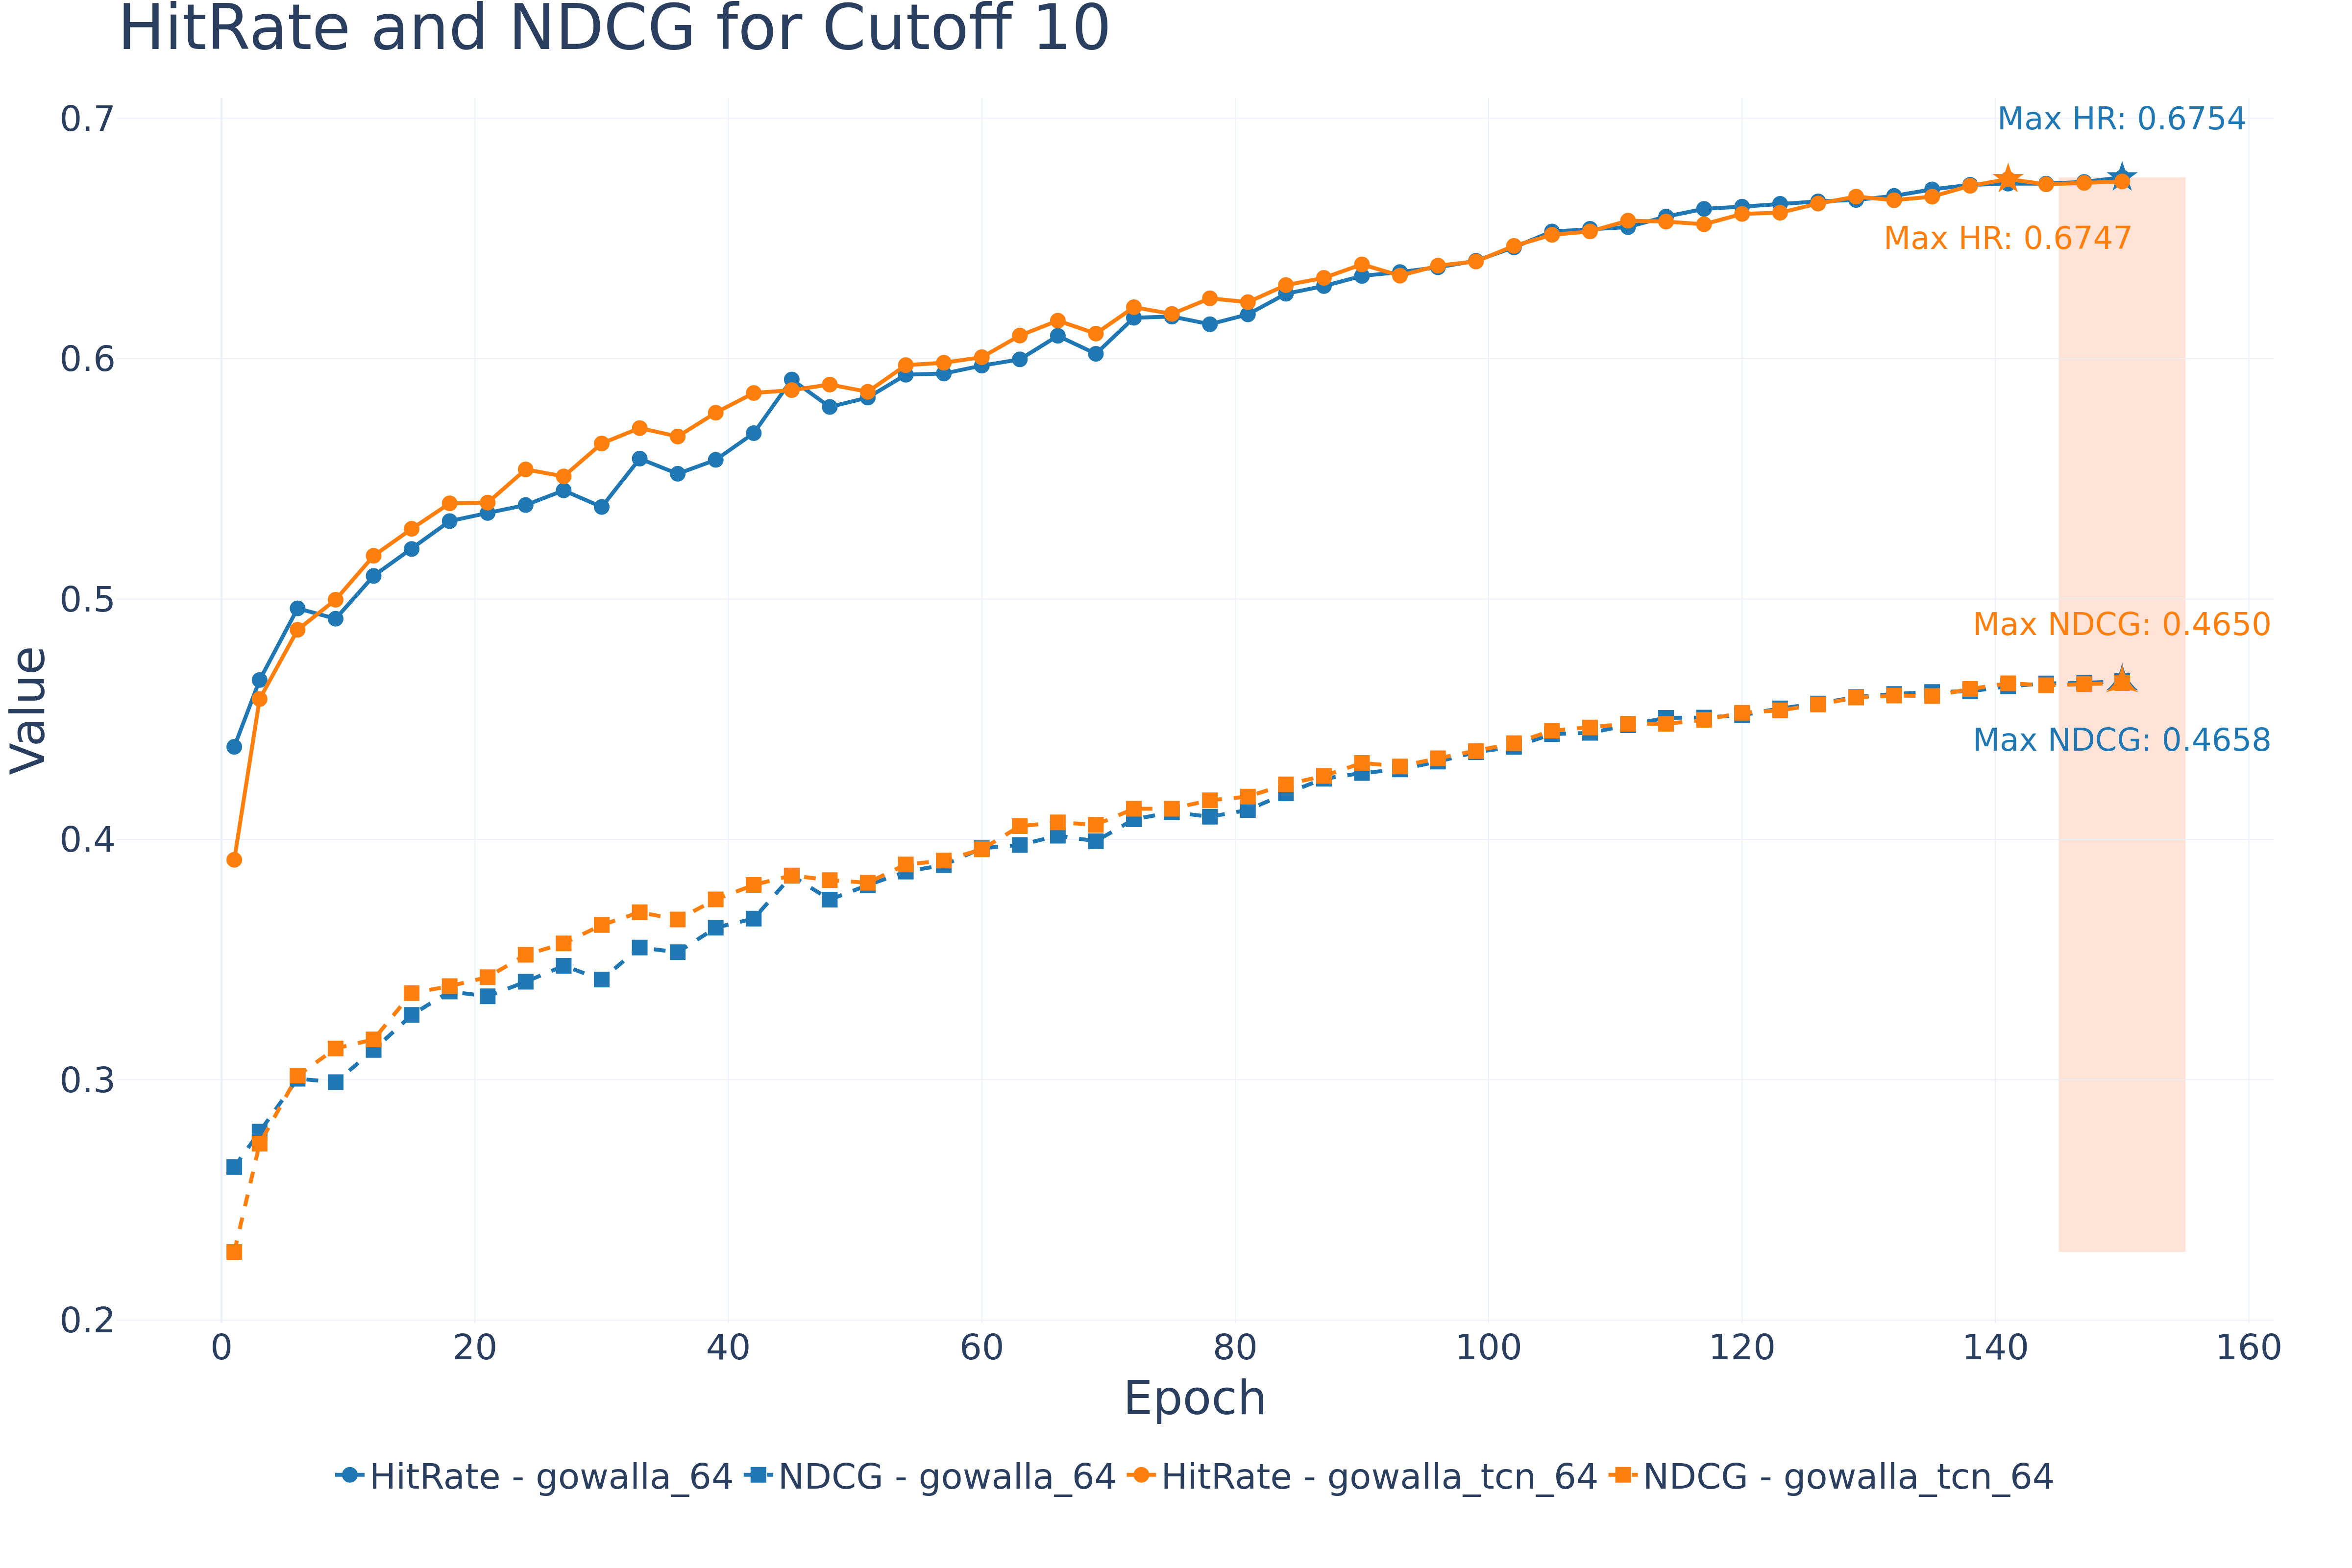 HitRate and NDCG for Cutoff 10
0.7
0.6
0.5
0.4
0.3
0.2
Value
Max HR: 0.6754
Max HR: 0.6747
Max NDCG: 0.4650
Max NDCG: 0.4658
0 20 40 60 80 100 120 140 160
Epoch
HitRate - gowalla_64 NDCG - gowalla_64 HitRate - gowalla_tcn_64 NDCG - gowalla_tcn_64